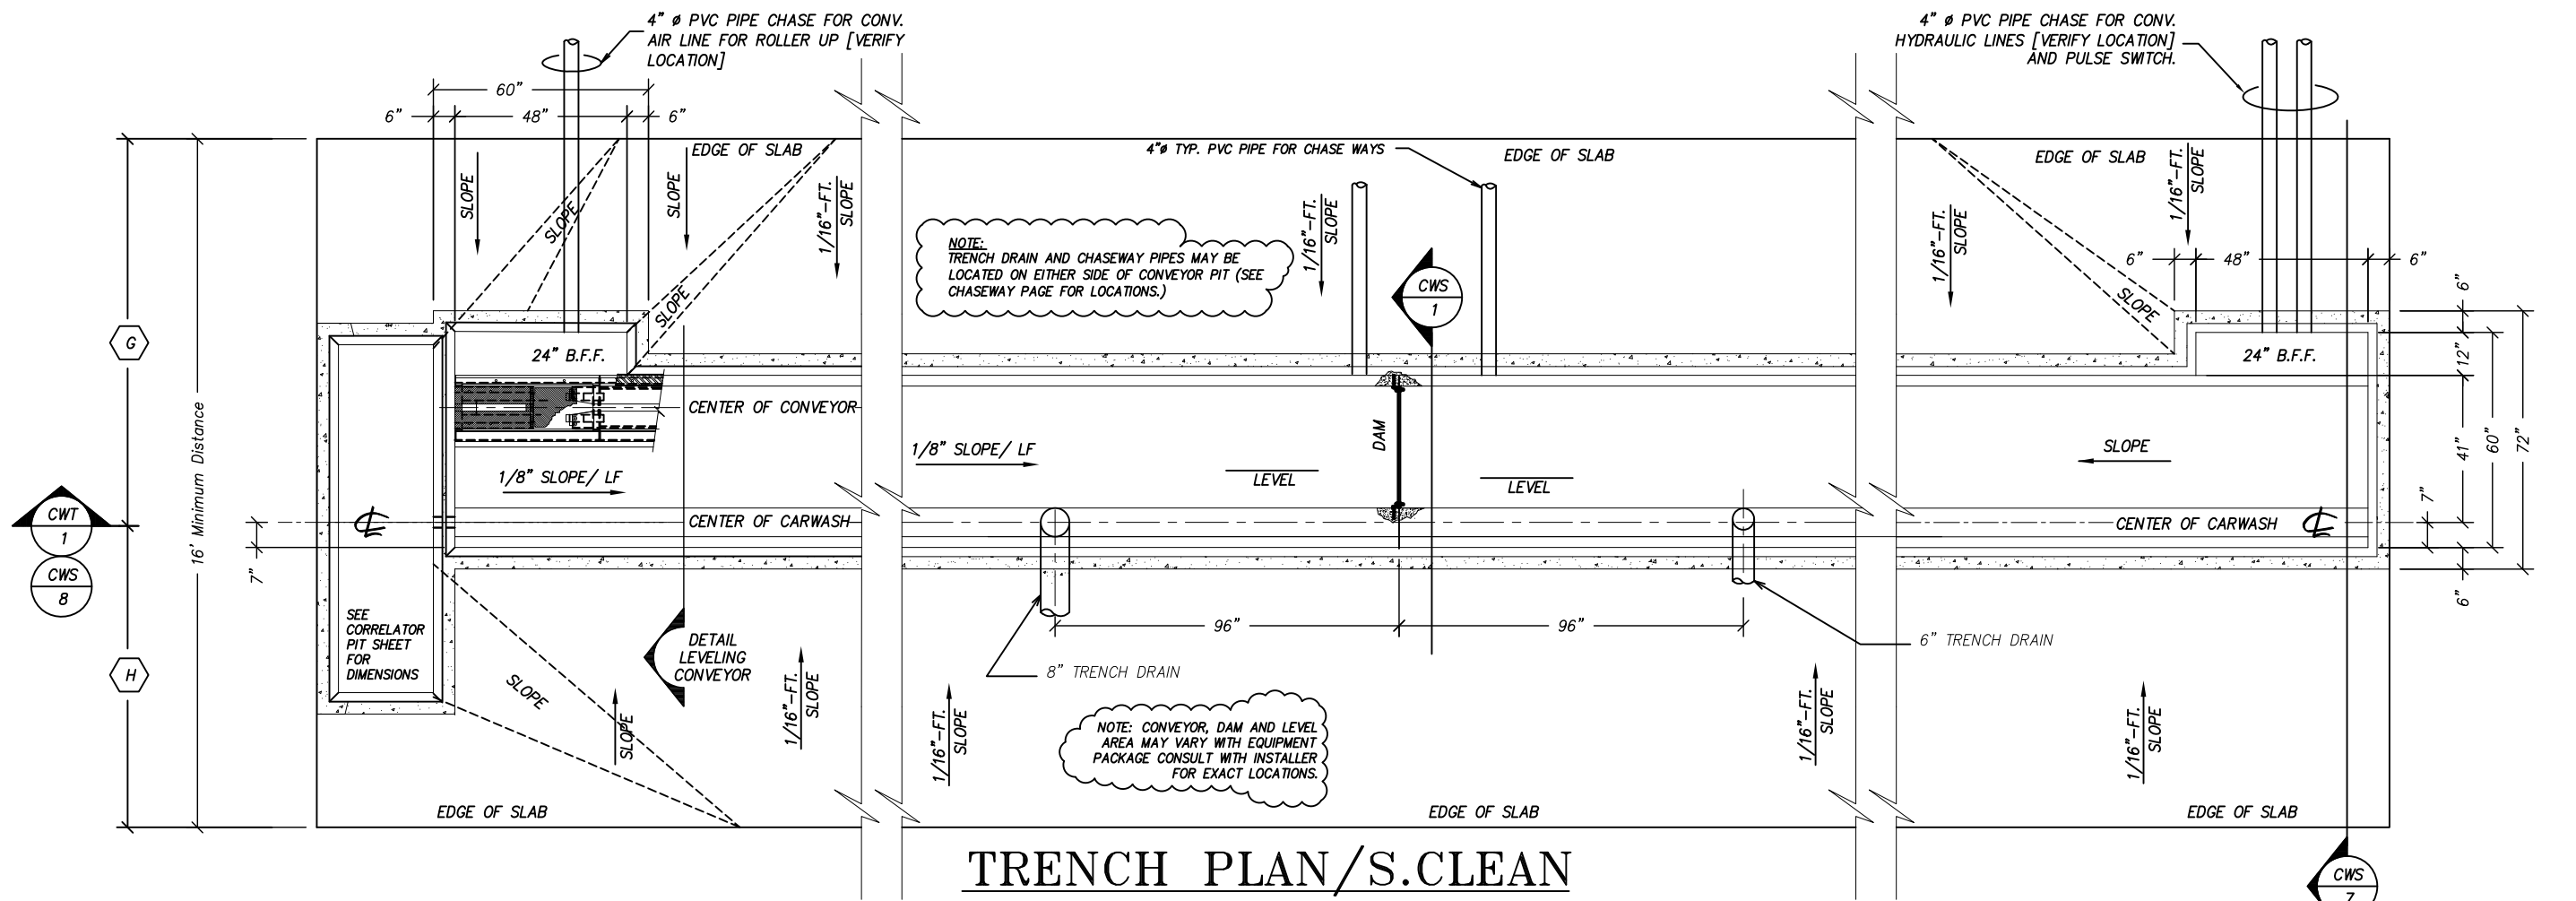 4" ø PVC PIPE CHASE FOR CONV.
AIR LINE FOR ROLLER UP [VERIFY
LOCATION]
4" ø PVC PIPE CHASE FOR CONV.
HYDRAULIC LINES [VERIFY LOCATION]
AND PULSE SWITCH.
60"
6"
48"
6"
EDGE OF SLAB
4"ø TYP. PVC PIPE FOR CHASE WAYS
EDGE OF SLAB
EDGE OF SLAB
SLOPE
SLOPE
SLOPE
1/16"-FT.
SLOPE
SLOPE
1/16"-FT.
SLOPE
1/16"-FT.
SLOPE
1/16"-FT.
SLOPE
SLOPE
NOTE:
TRENCH DRAIN AND CHASEWAY PIPES MAY BE
LOCATED ON EITHER SIDE OF CONVEYOR PIT (SEE
CHASEWAY PAGE FOR LOCATIONS.)
CWS
1
6"
48"
6"
6"
12"
41"
60"
72"
7"
6"
G
16' Minimum Distance
24" B.F.F.
24" B.F.F.
CENTER OF CONVEYOR
DAM
1/8" SLOPE/ LF
1/8" SLOPE/ LF
LEVEL
LEVEL
SLOPE
CWT
1
CWS
8
7"
CENTER OF CARWASH
CENTER OF CARWASH
H
SEE
CORRELATOR
PIT SHEET
FOR
DIMENSIONS
DETAIL
LEVELING
CONVEYOR
96"
96"
8" TRENCH DRAIN
6" TRENCH DRAIN
SLOPE
SLOPE
1/16"-FT.
SLOPE
1/16"-FT.
SLOPE
1/16"-FT.
SLOPE
1/16"-FT.
SLOPE
NOTE: CONVEYOR, DAM AND LEVEL
AREA MAY VARY WITH EQUIPMENT
PACKAGE CONSULT WITH INSTALLER
FOR EXACT LOCATIONS.
EDGE OF SLAB
EDGE OF SLAB
EDGE OF SLAB
TRENCH PLAN/S.CLEAN
CWS
7